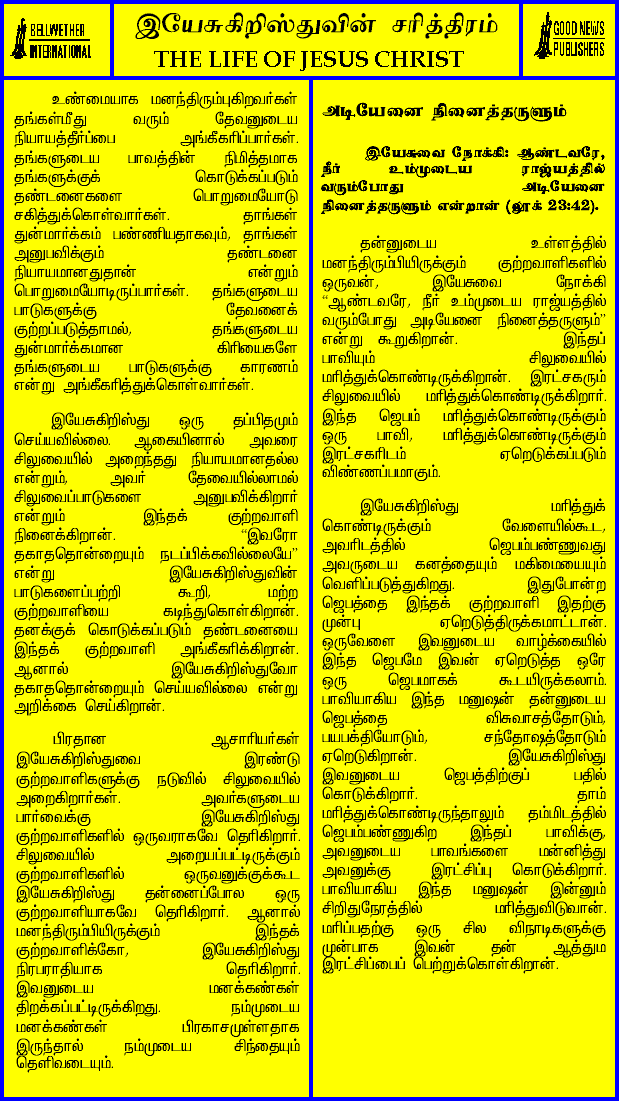 BELLWETHER
INTERNATIONAL
இயேசுகிறிஸ்துவின் சரித்திரம்
THE LIFE OF JESUS CHRIST
GOOD NEWS
PUBLISHERS
உண்மையாக மனந்திரும்புகிறவர்கள்
தங்கள்மீது வரும் தேவனுடைய
நியாயத்தீர்ப்பை அங்கீகரிப்பார்கள்.
தங்களுடைய பாவத்தின் நிமித்தமாக
தங்களுக்குக் கொடுக்கப்படும்
தண்டனைகளை பொறுமையோடு
சகித்துக்கொள்வார்கள். தாங்கள்
துன்மார்க்கம் பண்ணியதாகவும், தாங்கள்
அனுபவிக்கும் தண்டனை
நியாயமானதுதான் என்றும்
பொறுமையோடிருப்பார்கள். தங்களுடைய
பாடுகளுக்கு தேவனைக்
குற்றப்படுத்தாமல், தங்களுடைய
துன்மார்க்கமான கிரியைகளே
தங்களுடைய பாடுகளுக்கு காரணம்
என்று அங்கீகரித்துக்கொள்வார்கள்.
இயேசுகிறிஸ்து ஒரு தப்பிதமும்
செய்யவில்லை. ஆகையினால் அவரை
சிலுவையில் அறைந்தது நியாயமானதல்ல
என்றும், அவர் தேவையில்லாமல்
சிலுவைப்பாடுகளை அனுபவிக்கிறார்
என்றும் இந்தக் குற்றவாளி
நினைக்கிறான். “இவரோ
தகாததொன்றையும் நடப்பிக்கவில்லையே”
என்று இயேசுகிறிஸ்துவின்
பாடுகளைப்பற்றி கூறி, மற்ற
குற்றவாளியை கடிந்துகொள்கிறான்.
தனக்குக் கொடுக்கப்படும் தண்டனையை
இந்தக் குற்றவாளி அங்கீகரிக்கிறான்.
ஆனால் இயேசுகிறிஸ்துவோ
தகாததொன்றையும் செய்யவில்லை என்று
அறிக்கை செய்கிறான்.
பிரதான ஆசாரியர்கள்
இயேசுகிறிஸ்துவை இரண்டு
குற்றவாளிகளுக்கு நடுவில் சிலுவையில்
அறைகிறார்கள். அவர்களுடைய
பார்வைக்கு இயேசுகிறிஸ்து
குற்றவாளிகளில் ஒருவராகவே தெரிகிறார்.
சிலுவையில் அறையப்பட்டிருக்கும்
குற்றவாளிகளில் ஒருவனுக்குக்கூட
இயேசுகிறிஸ்து தன்னைப்போல ஒரு
குற்றவாளியாகவே தெரிகிறார். ஆனால்
மனந்திரும்பியிருக்கும் இந்தக்
குற்றவாளிக்கோ, இயேசுகிறிஸ்து
நிரபராதியாக தெரிகிறார்.
இவனுடைய மனக்கண்கள்
திறக்கப்பட்டிருக்கிறது. நம்முடைய
மனக்கண்கள் பிரகாசமுள்ளதாக
இருந்தால் நம்முடைய சிந்தையும்
தெளிவடையும்.
அடியேனை நினைத்தருளும்
இயேசுவை நோக்கி: ஆண்டவரே,
நீர் உம்முடைய ராஜ்யத்தில்
வரும்போது அடியேனை
நினைத்தருளும் என்றான் (லூக் 23:42).
தன்னுடைய உள்ளத்தில்
மனந்திரும்பியிருக்கும் குற்றவாளிகளில்
ஒருவன், இயேசுவை நோக்கி
“ஆண்டவரே, நீர் உம்முடைய ராஜ்யத்தில்
வரும்போது அடியேனை நினைத்தருளும்”
என்று கூறுகிறான். இந்தப்
பாவியும் சிலுவையில்
மரித்துக்கொண்டிருக்கிறான். இரட்சகரும்
சிலுவையில் மரித்துக்கொண்டிருக்கிறார்.
இந்த ஜெபம் மரித்துக்கொண்டிருக்கும்
ஒரு பாவி, மரித்துக்கொண்டிருக்கும்
இரட்சகரிடம் ஏறெடுக்கப்படும்
விண்ணப்பமாகும்.
இயேசுகிறிஸ்து மரித்துக்
கொண்டிருக்கும் வேளையில்கூட,
அவரிடத்தில் ஜெபம்பண்ணுவது
அவருடைய கனத்தையும் மகிமையையும்
வெளிப்படுத்துகிறது. இதுபோன்ற
ஜெபத்தை இந்தக் குற்றவாளி இதற்கு
முன்பு ஏறெடுத்திருக்கமாட்டான்.
ஒருவேளை இவனுடைய வாழ்க்கையில்
இந்த ஜெபமே இவன் ஏறெடுத்த ஒரே
ஒரு ஜெபமாகக் கூடயிருக்கலாம்.
பாவியாகிய இந்த மனுஷன் தன்னுடைய
ஜெபத்தை விசுவாசத்தோடும்,
பயபக்தியோடும், சந்தோஷத்தோடும்
ஏறெடுகிறான். இயேசுகிறிஸ்து
இவனுடைய ஜெபத்திற்குப் பதில்
கொடுக்கிறார். தாம்
மரித்துக்கொண்டிருந்தாலும் தம்மிடத்தில்
ஜெபம்பண்ணுகிற இந்தப் பாவிக்கு,
அவனுடைய பாவங்களை மன்னித்து
அவனுக்கு இரட்சிப்பு கொடுக்கிறார்.
பாவியாகிய இந்த மனுஷன் இன்னும்
சிறிதுநேரத்தில் மரித்துவிடுவான்.
மரிப்பதற்கு ஒரு சில விநாடிகளுக்கு
முன்பாக இவன் தன் ஆத்தும
இரட்சிப்பைப் பெற்றுக்கொள்கிறான்.